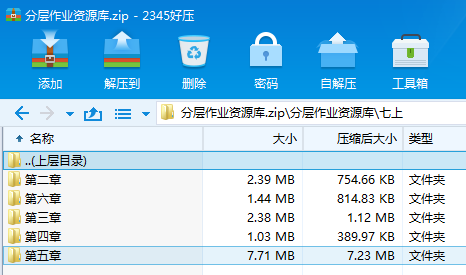 分层作业资源库.zip - 2345好压
添加 解压到 删除 密码 自解压 工具箱
分层作业资源库.zip\分层作业资源库\七上
名称 大小 压缩后大小 类型
..(上层目录)
第二章 2.39 MB 754.66 KB 文件夹
第六章 1.44 MB 814.83 KB 文件夹
第三章 2.38 MB 1.12 MB 文件夹
第四章 1.03 MB 389.97 KB 文件夹
第五章 7.71 MB 7.23 MB 文件夹